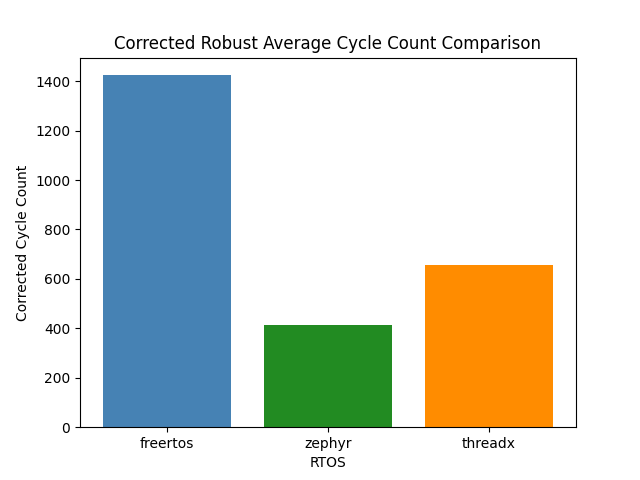 Corrected Robust Average Cycle Count Comparison
Corrected Cycle Count
1400
1200
1000
800
600
400
200
0
freertos zephyr threadx
RTOS